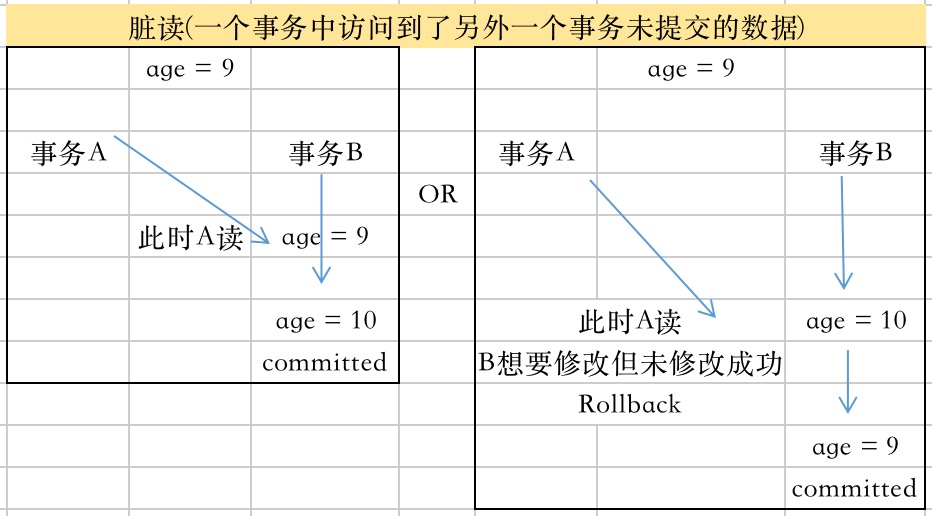 脏读(一个事务中访问到了另外一个事务未提交的数据)
age = 9
事务A
事务B
此时A读
age = 9
age = 10
committed
OR
age = 9
事务A
事务B
此时A读
age = 10
B想要修改但未修改成功
Rollback
age = 9
committed